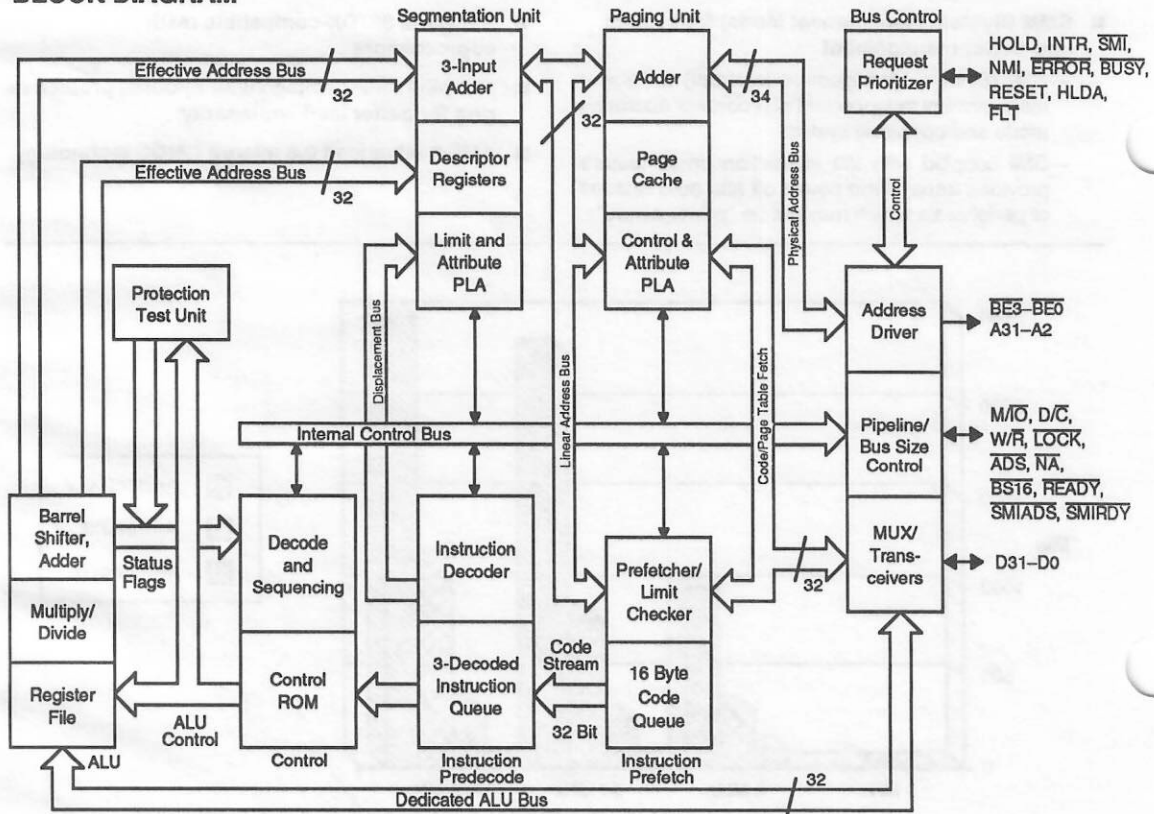 BLOCK DIAGRAM
Segmentation Unit
Paging Unit
Bus Control
Effective Address Bus
32
3-Input
Adder
Descriptor
Registers
Limit and
Attribute
PLA
Effective Address Bus
32
32
Adder
Page
Cache
Control &
Attribute
PLA
34
Physical Address Bus
Request
Prioritizer
HOLD, INTR, SMI,
NMI, ERROR, BUSY,
RESET, HLDA,
FLT
Control
Protection
Test Unit
Displacement Bus
Linear Address Bus
Code/Page Table Fetch
Address
Driver
BE3–BE0
A31–A2
Internal Control Bus
Pipeline/
Bus Size
Control
M/IO, D/C,
W/R, LOCK,
ADS, NA,
BS16, READY,
SMIADS, SMIRDY
MUX/
Trans-
ceivers
D31–D0
32
Barrel
Shifter,
Adder
Multiply/
Divide
Register
File
ALU
Status
Flags
ALU
Control
Decode
and
Sequencing
Control
ROM
Control
Instruction
Decoder
3-Decoded
Instruction
Queue
Instruction
Predecode
Code
Stream
32 Bit
Prefetcher/
Limit
Checker
16 Byte
Code
Queue
Instruction
Prefetch
Dedicated ALU Bus
32